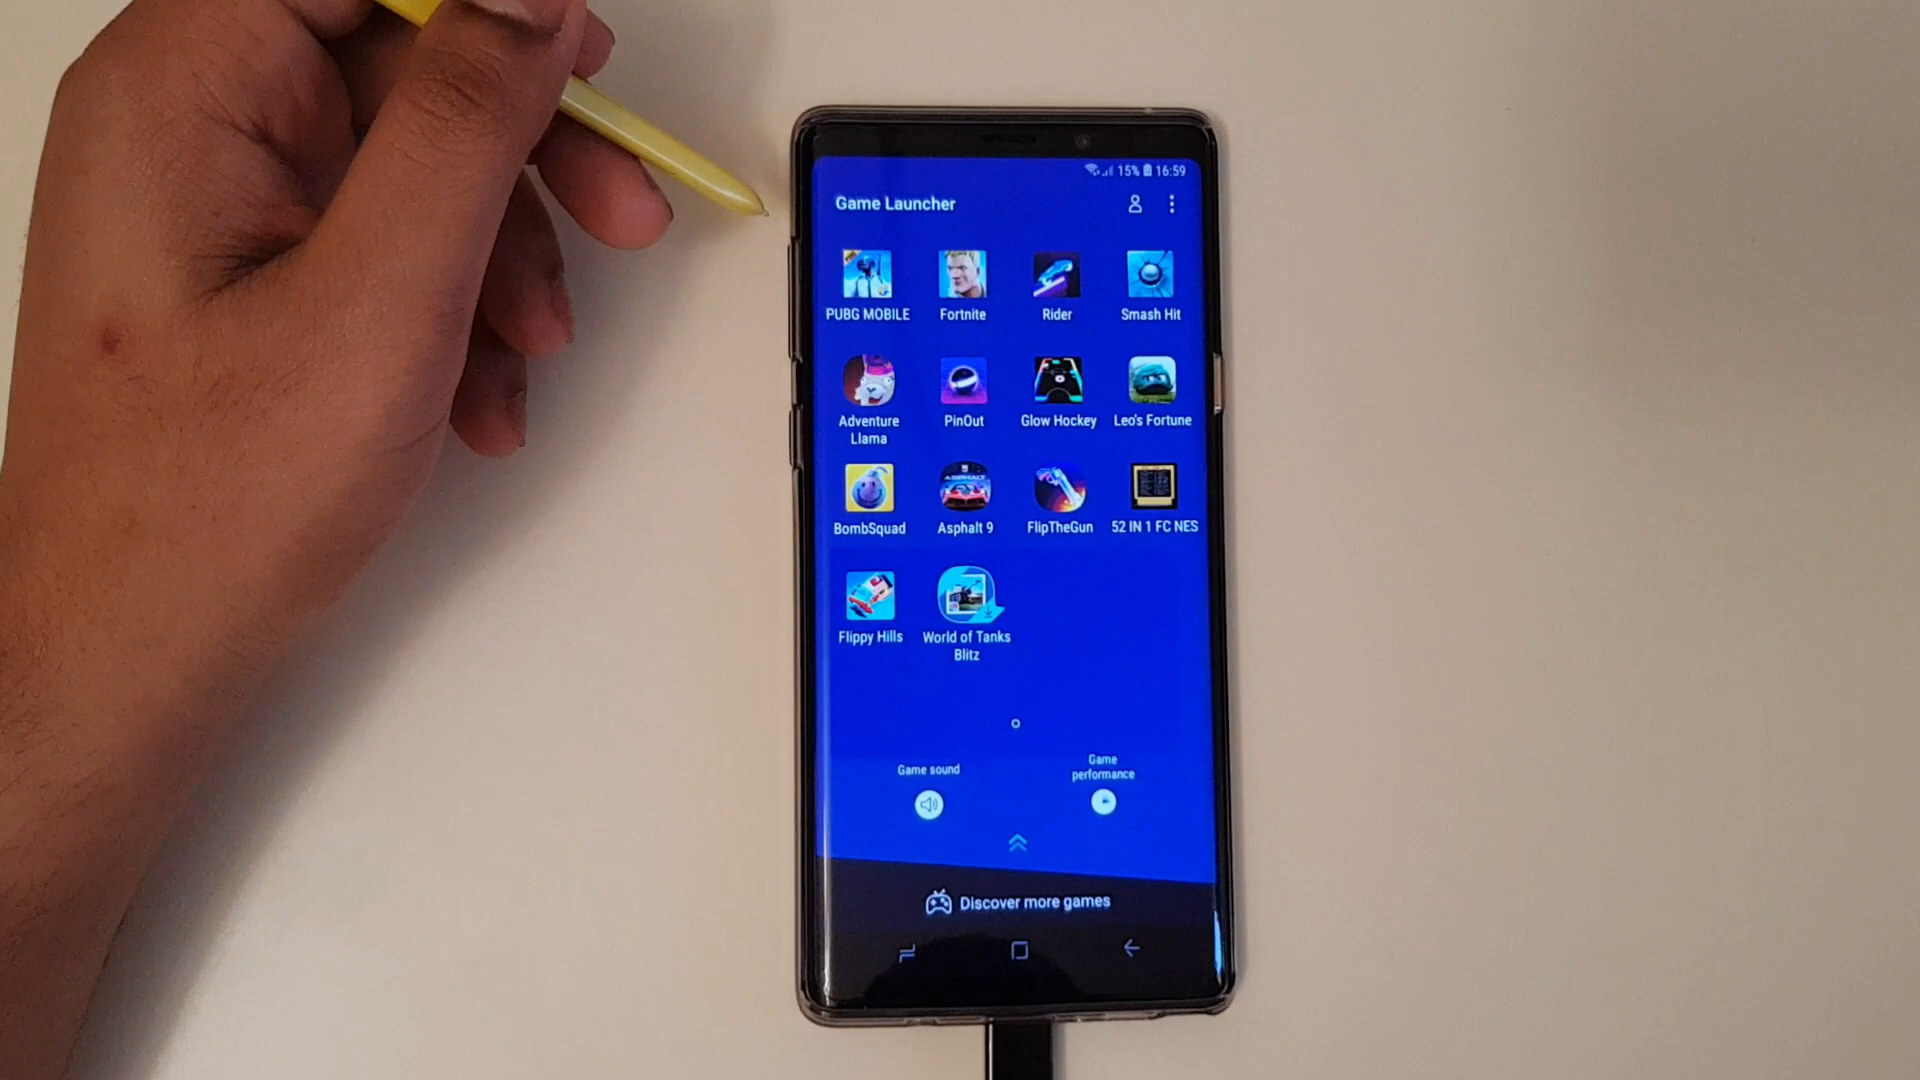 15% 16:59
Game Launcher
PUBG MOBILE Fortnite Rider Smash Hit
Adventure Llama PinOut Glow Hockey Leo's Fortune
ASPHALT
BombSquad Asphalt 9 FlipTheGun 52 IN 1 FC NES
Flippy Hills World of Tanks Blitz
Game sound
Game performance
Discover more games